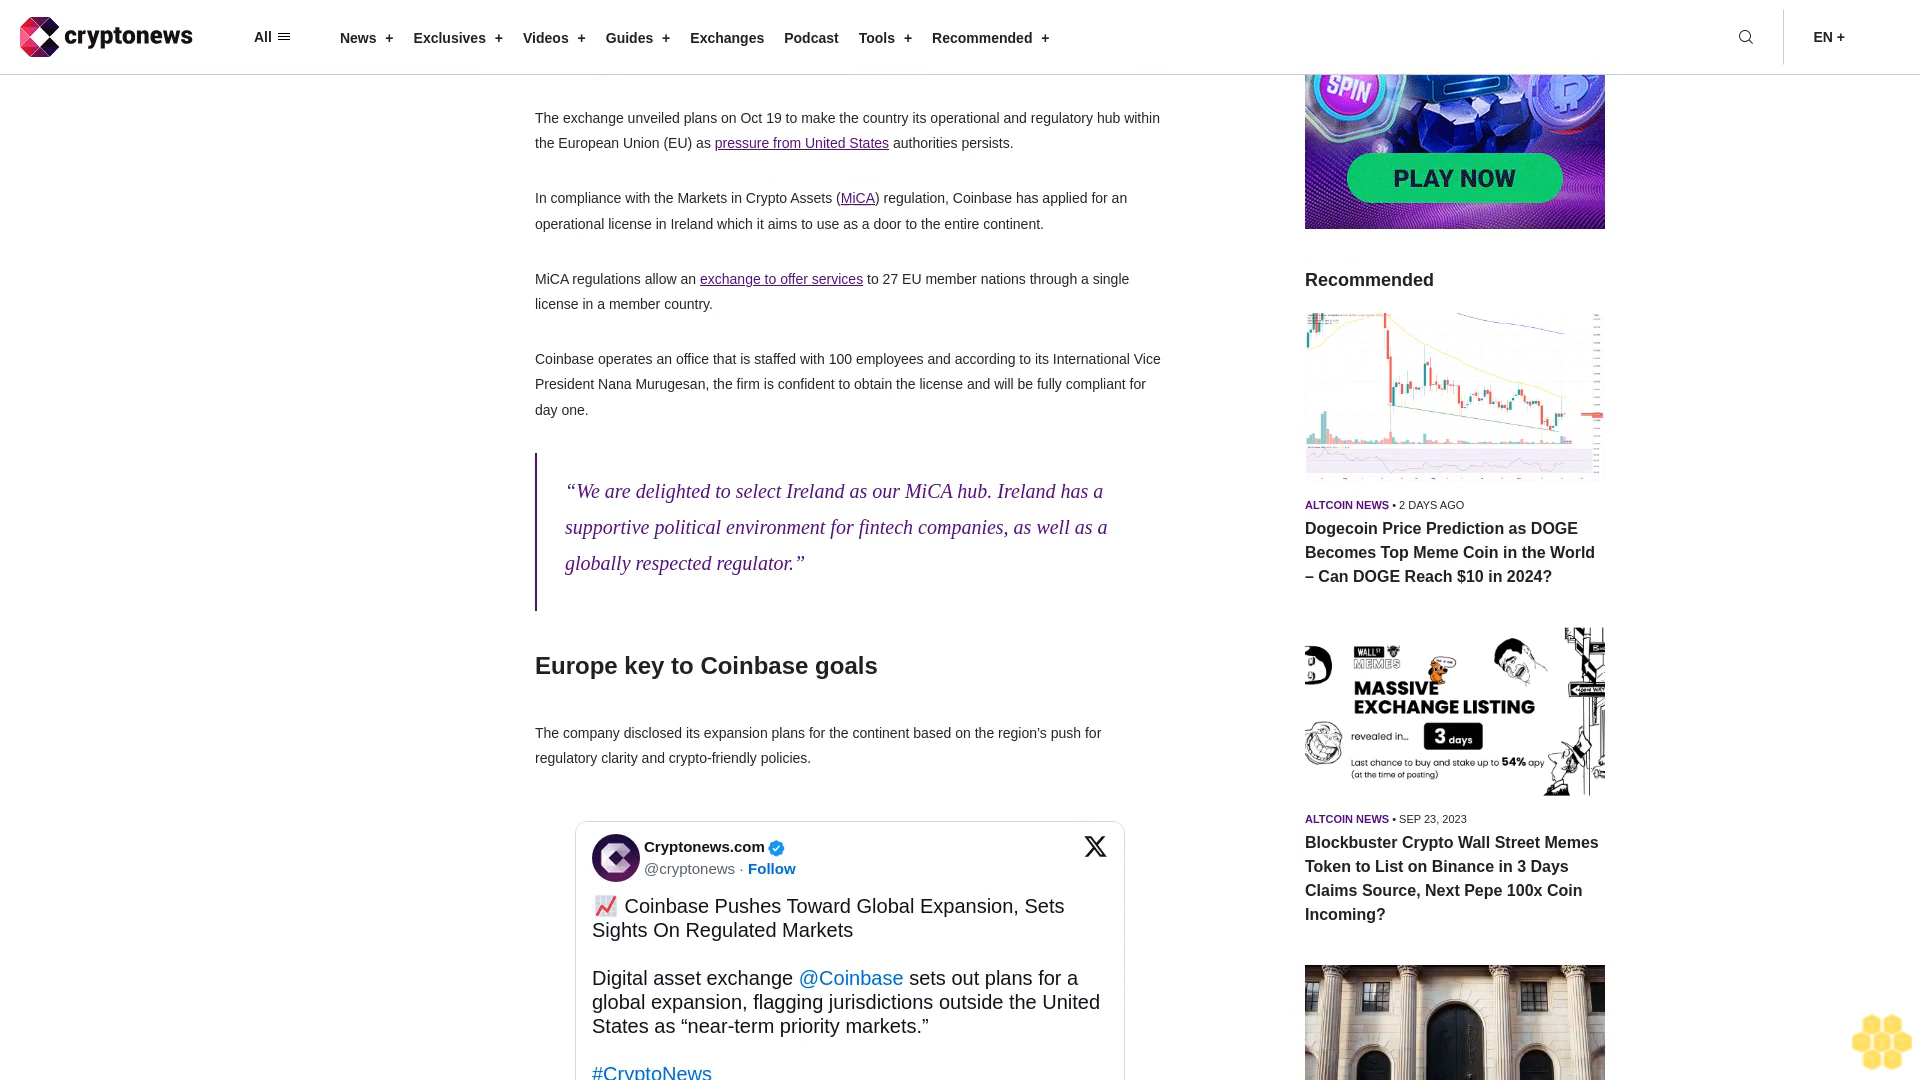 cryptonews
All
News +
Exclusives +
Videos +
Guides +
Exchanges
Podcast
Tools +
Recommended +
EN +
The exchange unveiled plans on Oct 19 to make the country its operational and regulatory hub within
the European Union (EU) as pressure from United States authorities persists.
In compliance with the Markets in Crypto Assets (MiCA) regulation, Coinbase has applied for an
operational license in Ireland which it aims to use as a door to the entire continent.
MiCA regulations allow an exchange to offer services to 27 EU member nations through a single
license in a member country.
Coinbase operates an office that is staffed with 100 employees and according to its International Vice
President Nana Murugesan, the firm is confident to obtain the license and will be fully compliant for
day one.
“We are delighted to select Ireland as our MiCA hub. Ireland has a
supportive political environment for fintech companies, as well as a
globally respected regulator.”
Europe key to Coinbase goals
The company disclosed its expansion plans for the continent based on the region’s push for
regulatory clarity and crypto-friendly policies.
Cryptonews.com
@cryptonews · Follow
Coinbase Pushes Toward Global Expansion, Sets
Sights On Regulated Markets
Digital asset exchange @Coinbase sets out plans for a
global expansion, flagging jurisdictions outside the United
States as “near-term priority markets.”
#CryptoNews
SPIN
PLAY NOW
Recommended
ALTCOIN NEWS • 2 DAYS AGO
Dogecoin Price Prediction as DOGE
Becomes Top Meme Coin in the World
– Can DOGE Reach $10 in 2024?
WALL ST
MEMES
MASSIVE
EXCHANGE LISTING
revealed in... 3 days
Last chance to buy and stake up to 54% apy
(at the time of posting)
ALTCOIN NEWS • SEP 23, 2023
Blockbuster Crypto Wall Street Memes
Token to List on Binance in 3 Days
Claims Source, Next Pepe 100x Coin
Incoming?